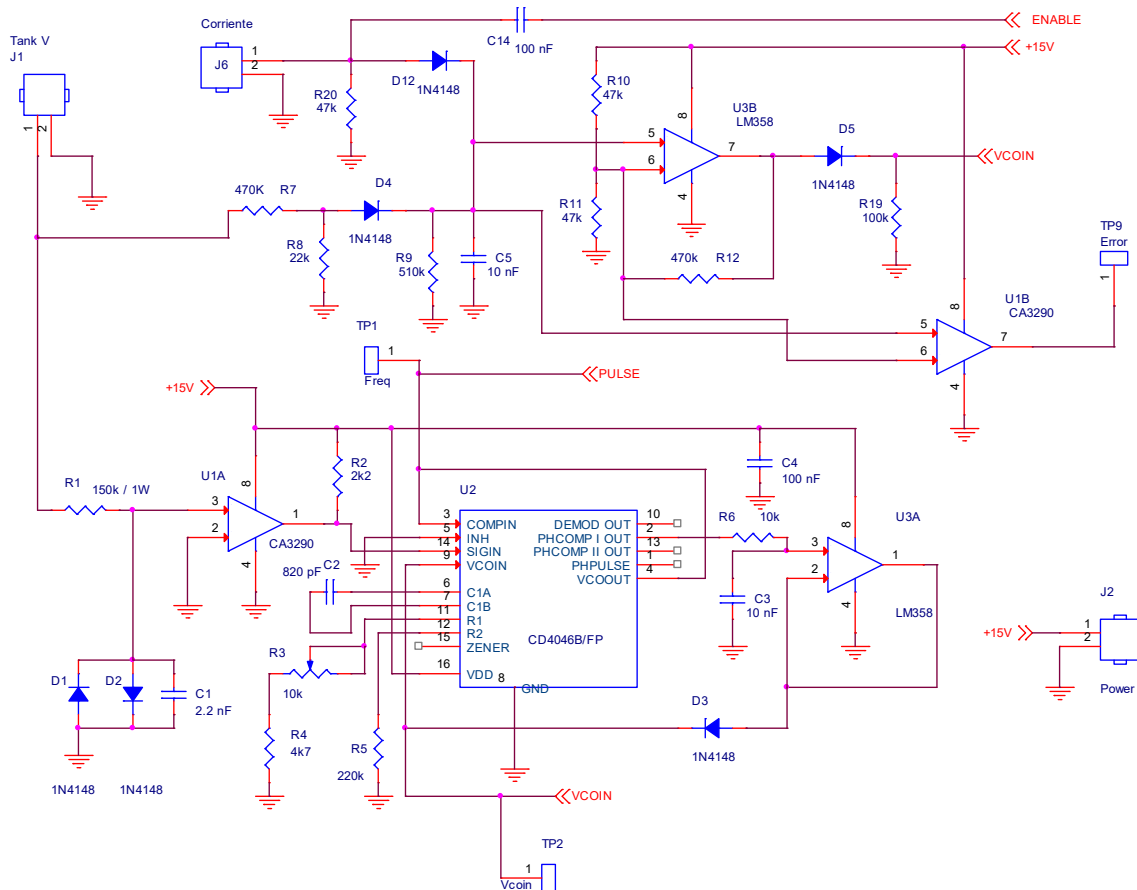 Corriente
J6
1
2
Tank V
J1
1
2
C14
100 nF
ENABLE
+15V
D12
1N4148
R20
47k
R10
47k
U3B
LM358
8
5
6
7
4
D5
1N4148
VCOIN
R19
100k
R11
47k
470k R12
470K R7
D4
1N4148
R8
22k
R9
510k
C5
10 nF
TP9
Error
1
U1B
CA3290
8
5
6
7
4
TP1
1
Freq
PULSE
+15V
R1
150k / 1W
U1A
8
3
2
1
4
CA3290
R2
2k2
C2
820 pF
U2
3
5
14
9
6
7
11
12
15
16
8
COMPIN
INH
SIGIN
VCOIN
C1A
C1B
R1
R2
ZENER
VDD
GND
DEMOD OUT
PHCOMP I OUT
PHCOMP II OUT
PHPULSE
VCOOUT
10
2
13
1
4
CD4046B/FP
C4
100 nF
R6
10k
C3
10 nF
U3A
8
3
2
1
4
LM358
J2
+15V
1
2
Power
D1
D2
C1
2.2 nF
1N4148
1N4148
R3
10k
R4
4k7
R5
220k
D3
1N4148
VCOIN
TP2
1
Vcoin